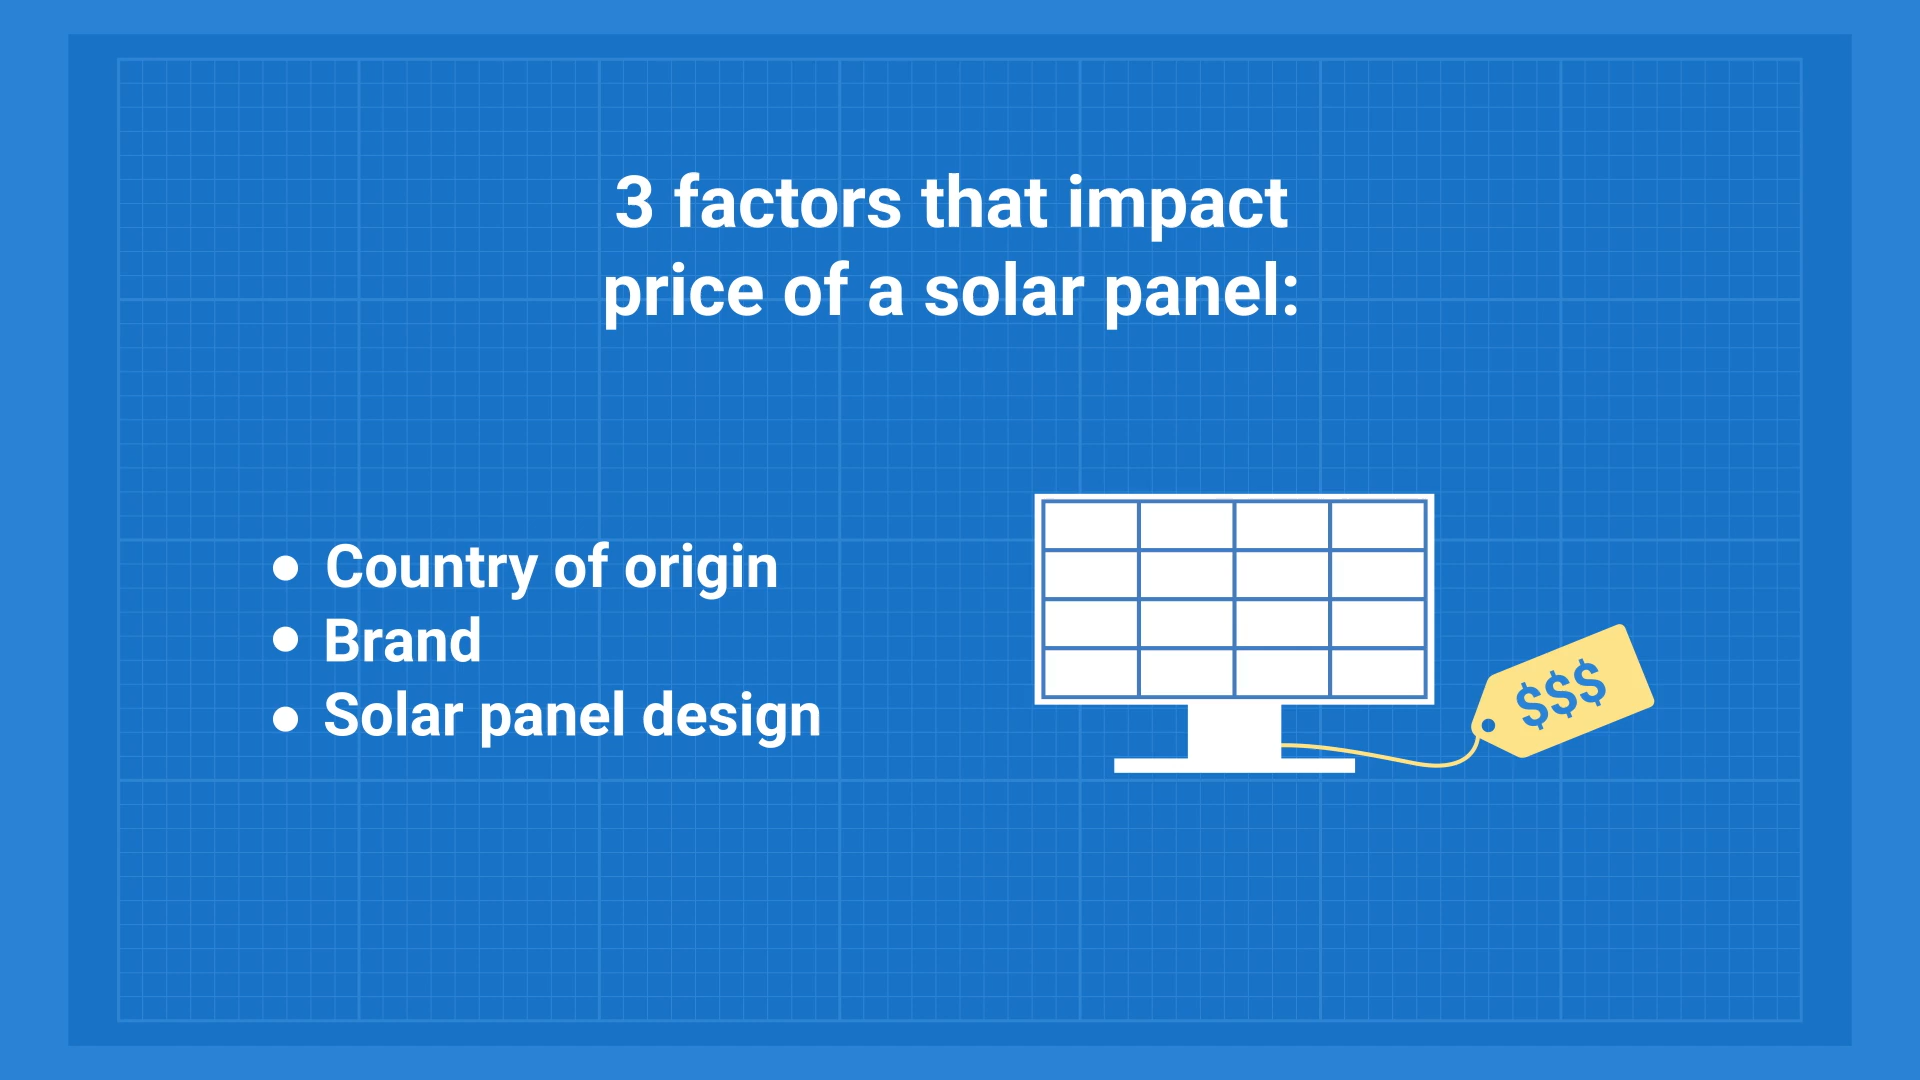 3 factors that impact
price of a solar panel:
● Country of origin
● Brand
● Solar panel design
$$$